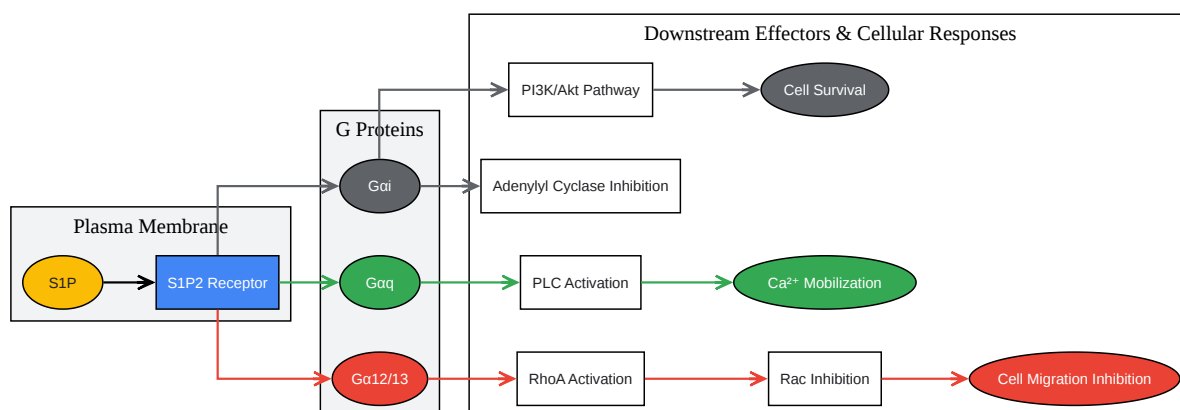 Downstream Effectors & Cellular Responses
PI3K/Akt Pathway
Cell Survival
G Proteins
Gαi
Adenylyl Cyclase Inhibition
Plasma Membrane
S1P
S1P2 Receptor
Gαq
PLC Activation
Ca²⁺ Mobilization
Gα12/13
RhoA Activation
Rac Inhibition
Cell Migration Inhibition